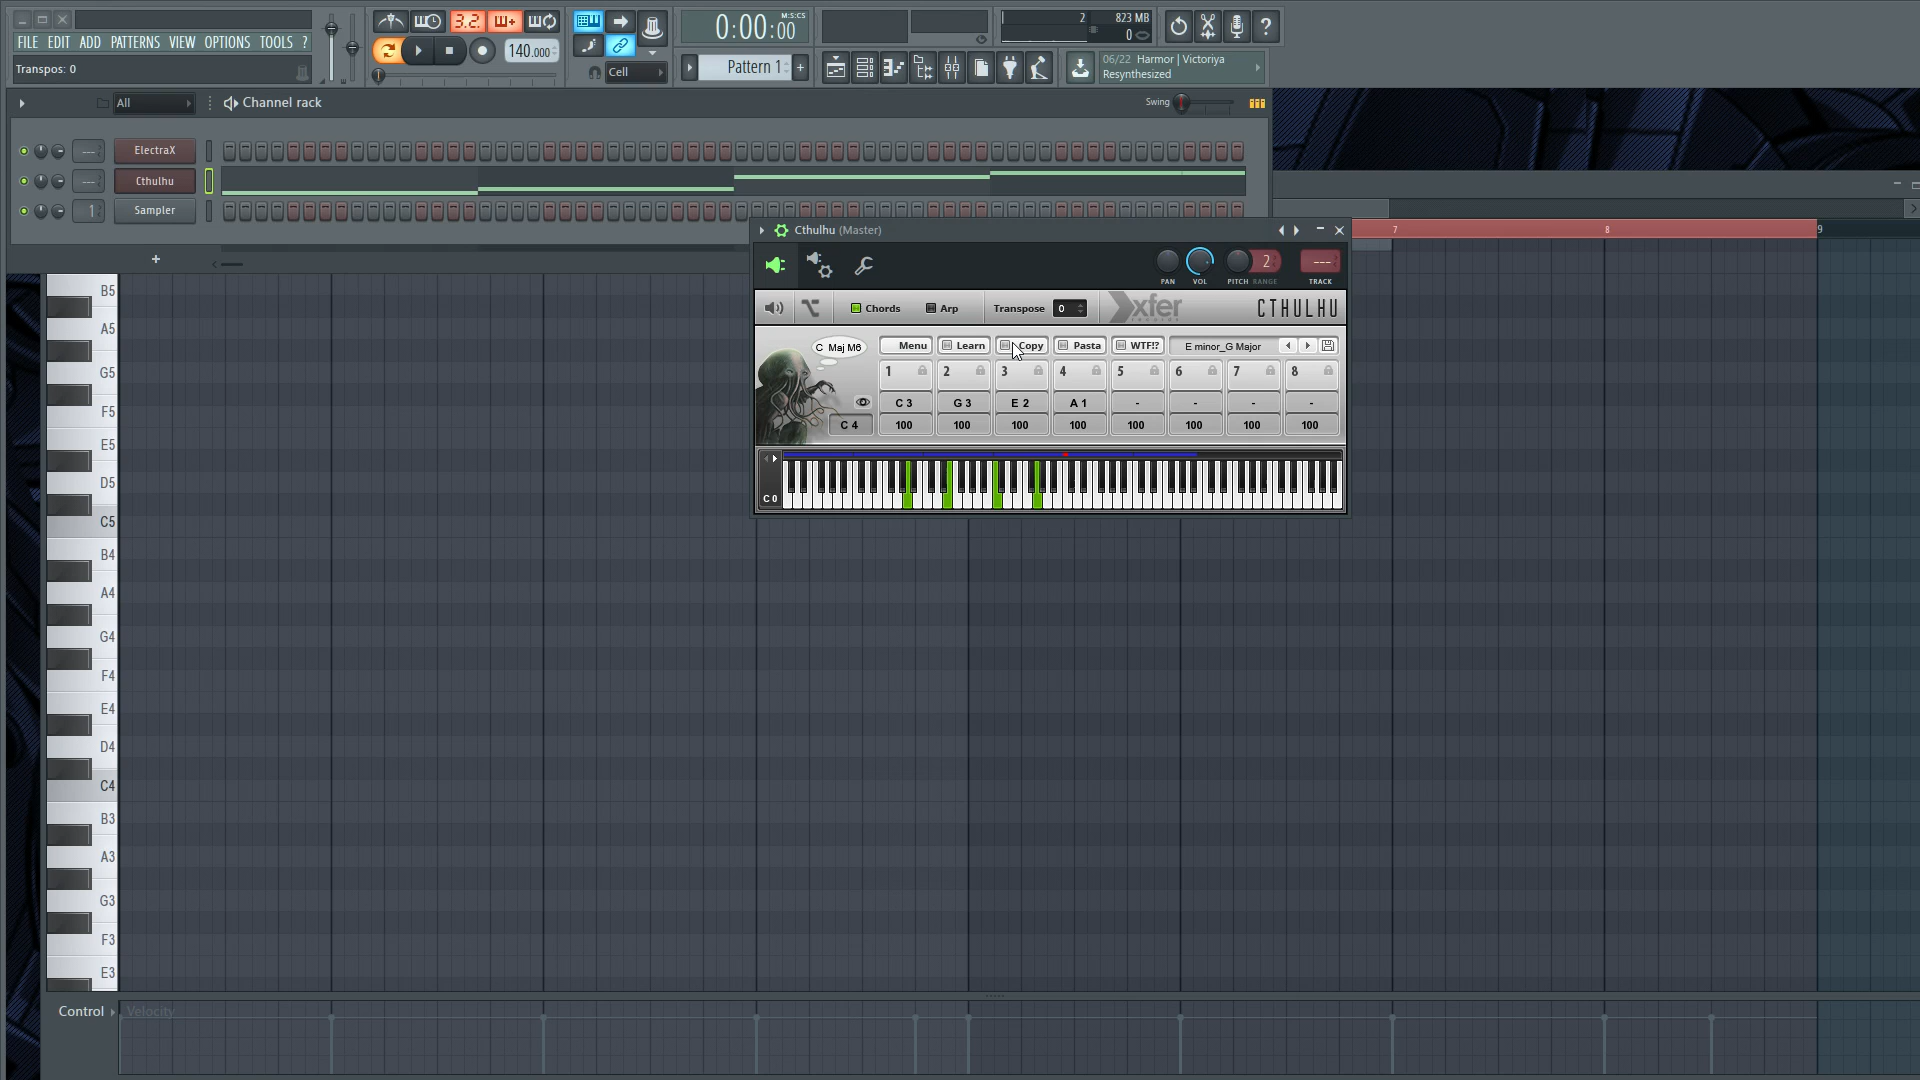 FILE EDIT ADD PATTERNS VIEW OPTIONS TOOLS ?
Transpos: 0
3.2.
140.000
Cell
0:00:00
M:S:CS
Pattern 1
2
823 MB
0
06/22 Harmor | Victoriya
Resynthesized
All
Channel rack
Swing
--- ElectraX
--- Cthulhu
1 Sampler
Cthulhu (Master)
2
---
PAN VOL PITCH RANGE TRACK
Chords Arp Transpose 0 xfer records CTHULHU
C Maj M6
Menu Learn Copy Pasta WTF!? E minor_G Major
1 2 3 4 5 6 7 8
C 3 G 3 E 2 A 1 - - - -
C 4 100 100 100 100 100 100 100 100
C 0
7 8 9
B5
A5
G5
F5
E5
D5
C5
B4
A4
G4
F4
E4
D4
C4
B3
A3
G3
F3
E3
Control Velocity